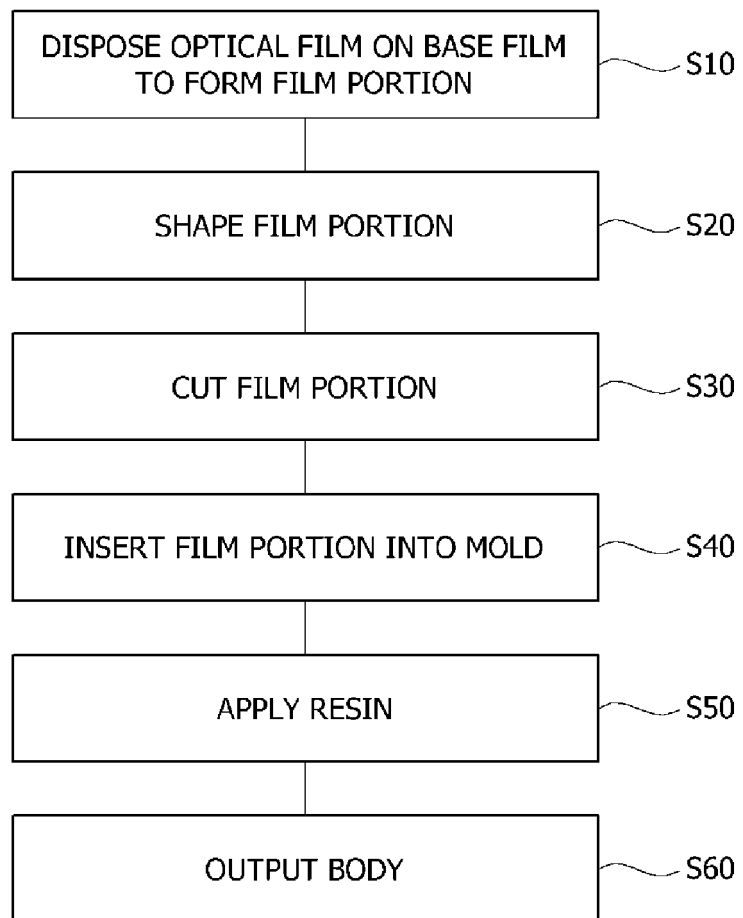 DISPOSE OPTICAL FILM ON BASE FILM
TO FORM FILM PORTION
S10
SHAPE FILM PORTION
S20
CUT FILM PORTION
S30
INSERT FILM PORTION INTO MOLD
S40
APPLY RESIN
S50
OUTPUT BODY
S60